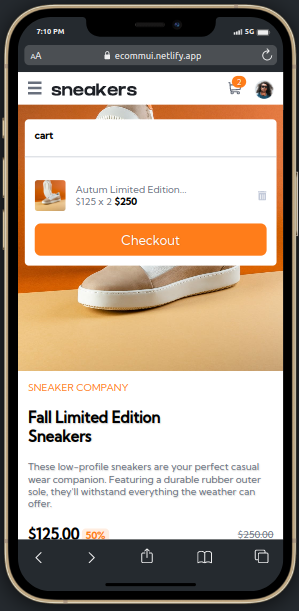 7:10 PM
5G
AA
ecommui.netlify.app
sneakers
2
cart
Autum Limited Edition...
$125 x 2 $250
Checkout
SNEAKER COMPANY
Fall Limited Edition
Sneakers
These low-profile sneakers are your perfect casual
wear companion. Featuring a durable rubber outer
sole, they'll withstand everything the weather can
offer.
$125.00 50% $250.00